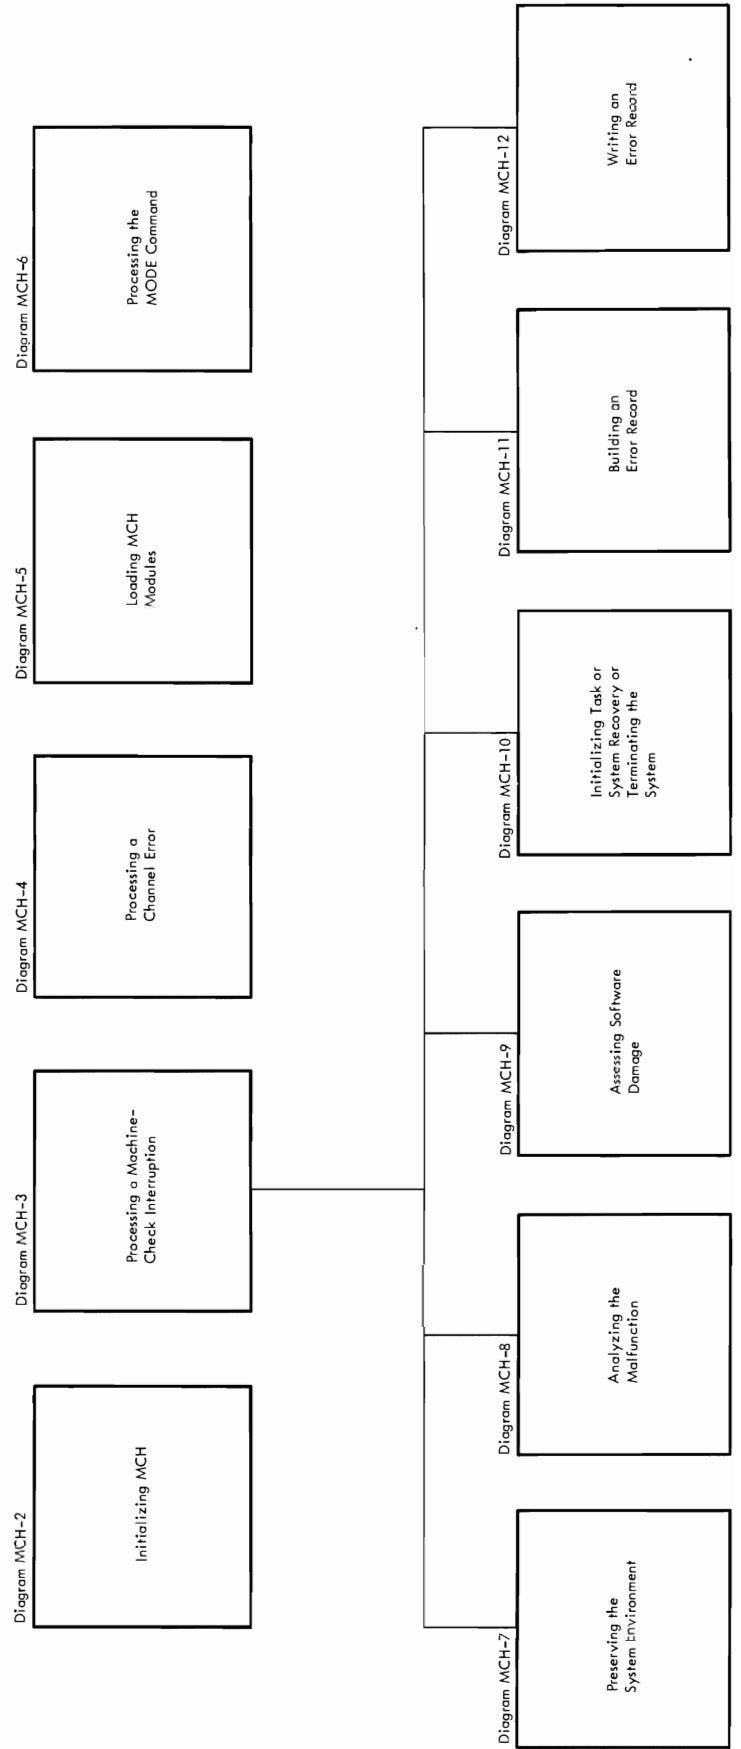 Diagram MCH-2
Initializing MCH
Diagram MCH-3
Processing a Machine-
Check Interruption
Diagram MCH-4
Processing a
Channel Error
Diagram MCH-5
Loading MCH
Modules
Diagram MCH-6
Processing the
MODE Command
Diagram MCH-7
Preserving the
System Environment
Diagram MCH-8
Analyzing the
Malfunction
Diagram MCH-9
Assessing Software
Damage
Diagram MCH-10
Initializing Task or
System Recovery or
Terminating the
System
Diagram MCH-11
Building an
Error Record
Diagram MCH-12
Writing an
Error Record